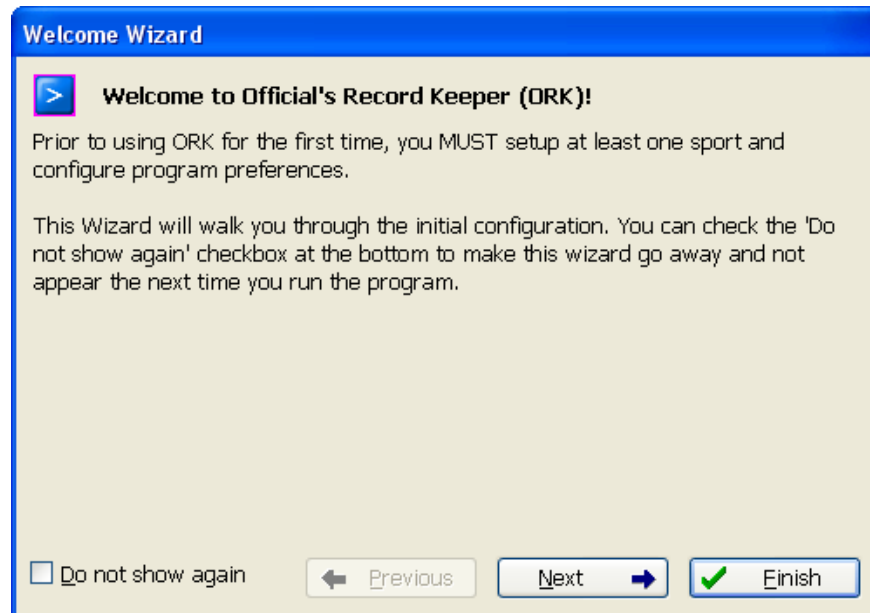 Welcome Wizard
Welcome to Official's Record Keeper (ORK)!
Prior to using ORK for the first time, you MUST setup at least one sport and
configure program preferences.
This Wizard will walk you through the initial configuration. You can check the 'Do
not show again' checkbox at the bottom to make this wizard go away and not
appear the next time you run the program.
Do not show again
Previous
Next
Finish